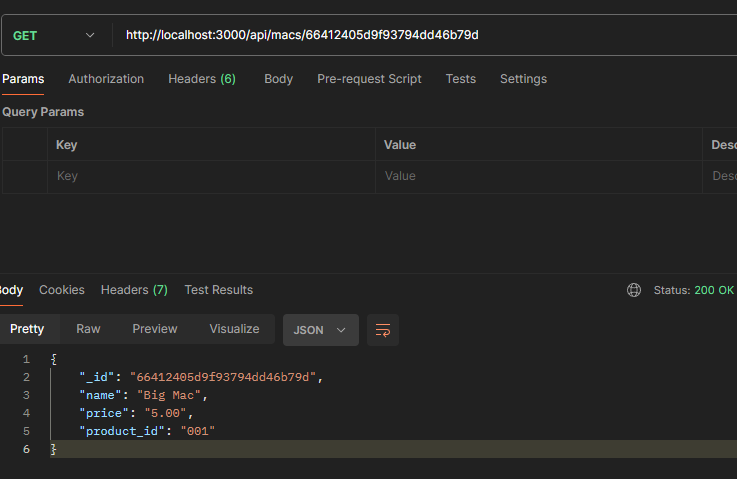 GET http://localhost:3000/api/macs/66412405d9f93794dd46b79d
Params Authorization Headers (6) Body Pre-request Script Tests Settings
Query Params
Key Value Desc
Key Value Desc
Body Cookies Headers (7) Test Results Status: 200 OK
Pretty Raw Preview Visualize JSON
1 {
2 "_id": "66412405d9f93794dd46b79d",
3 "name": "Big Mac",
4 "price": "5.00",
5 "product_id": "001"
6 }